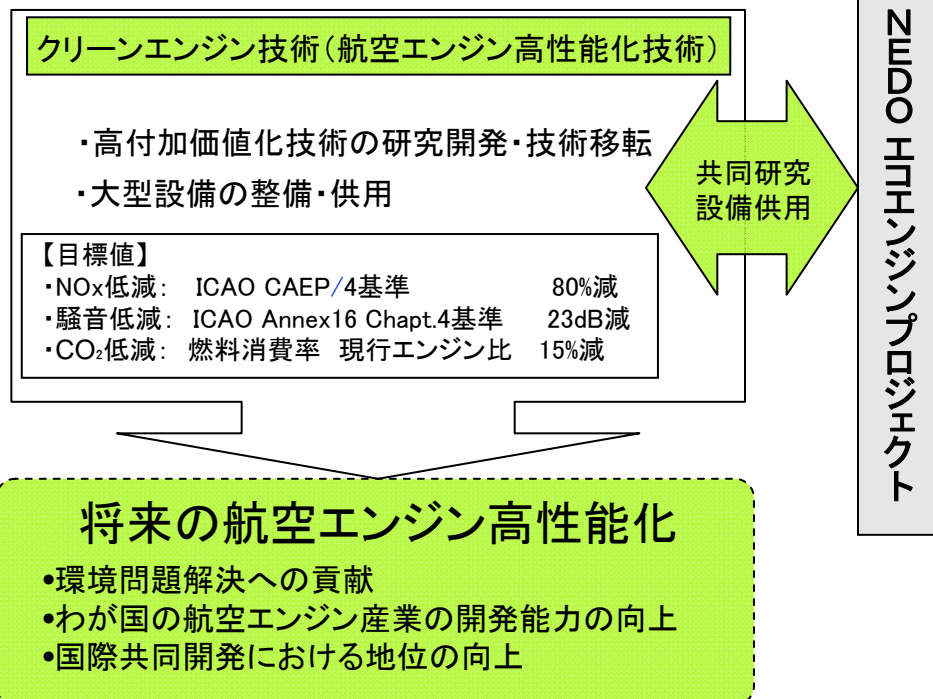 クリーンエンジン技術(航空エンジン高性能化技術)
・高付加価値化技術の研究開発・技術移転
・大型設備の整備・供用
【目標値】
・NOx低減: ICAO CAEP/4基準 80%減
・騒音低減: ICAO Annex16 Chapt.4基準 23dB減
・CO₂低減: 燃料消費率 現行エンジン比 15%減
共同研究
設備供用
NEDO エコエンジンプロジェクト
将来の航空エンジン高性能化
•環境問題解決への貢献
•わが国の航空エンジン産業の開発能力の向上
•国際共同開発における地位の向上